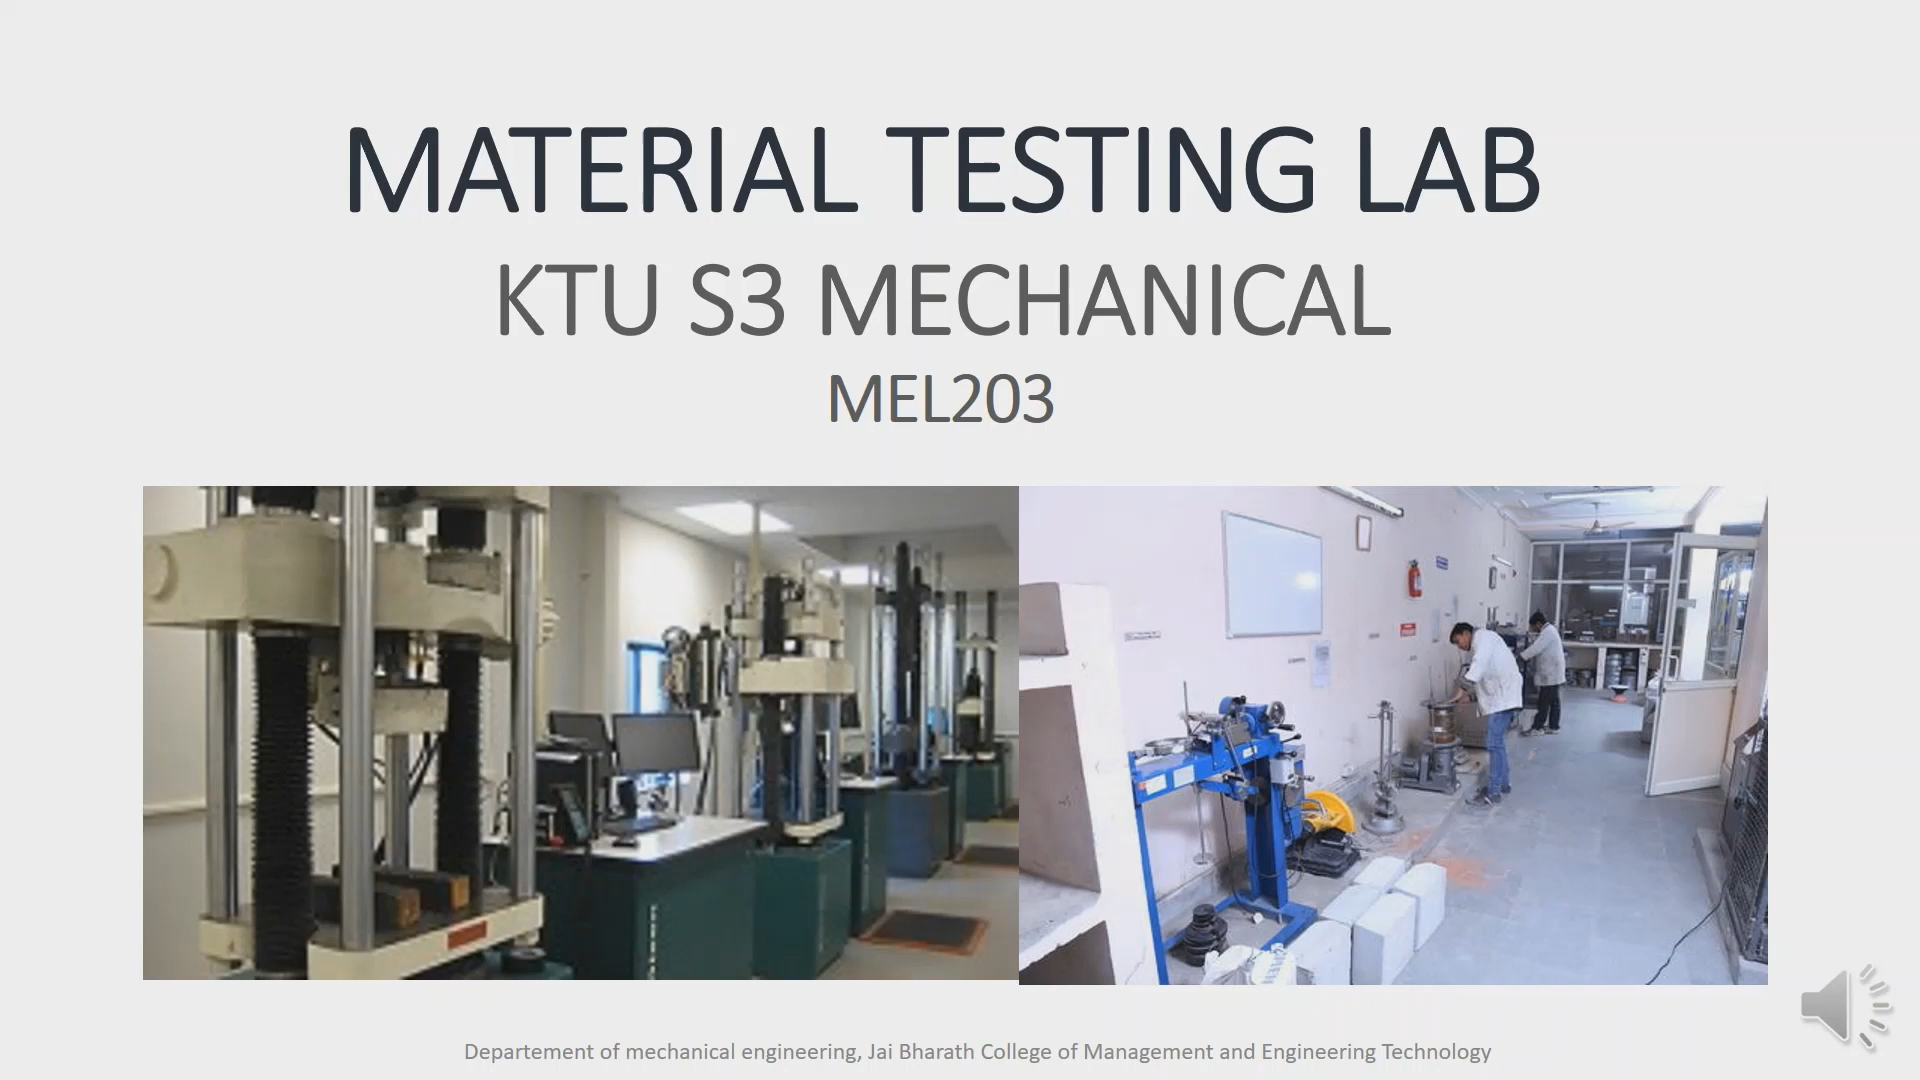 MATERIAL TESTING LAB
KTU S3 MECHANICAL
MEL203
Departement of mechanical engineering, Jai Bharath College of Management and Engineering Technology